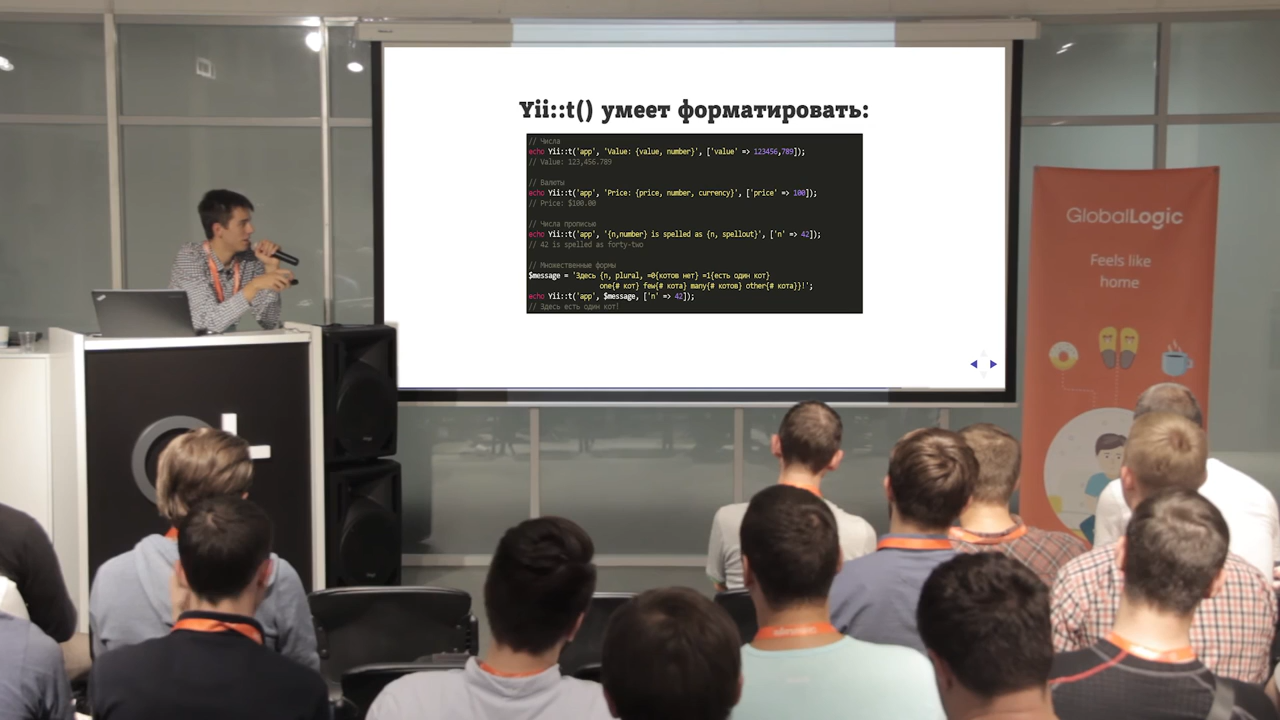 Yii::t() умеет форматировать:
// Числа
echo Yii::t('app', 'Value: {value, number}', ['value' => 123456,789]);
// Value: 123,456.789
// Валюты
echo Yii::t('app', 'Price: {price, number, currency}', ['price' => 100]);
// Price: $100.00
// Числа прописью
echo Yii::t('app', '{n,number} is spelled as {n, spellout}', ['n' => 42]);
// 42 is spelled as forty-two
// Множественные формы
$message = 'Здесь {n, plural, =0{котов нет} =1{есть один кот}
one{# кот} few{# кота} many{# котов} other{# кота}}!';
echo Yii::t('app', $message, ['n' => 42]);
// Здесь есть один кот!
GlobalLogic
Feels like
home